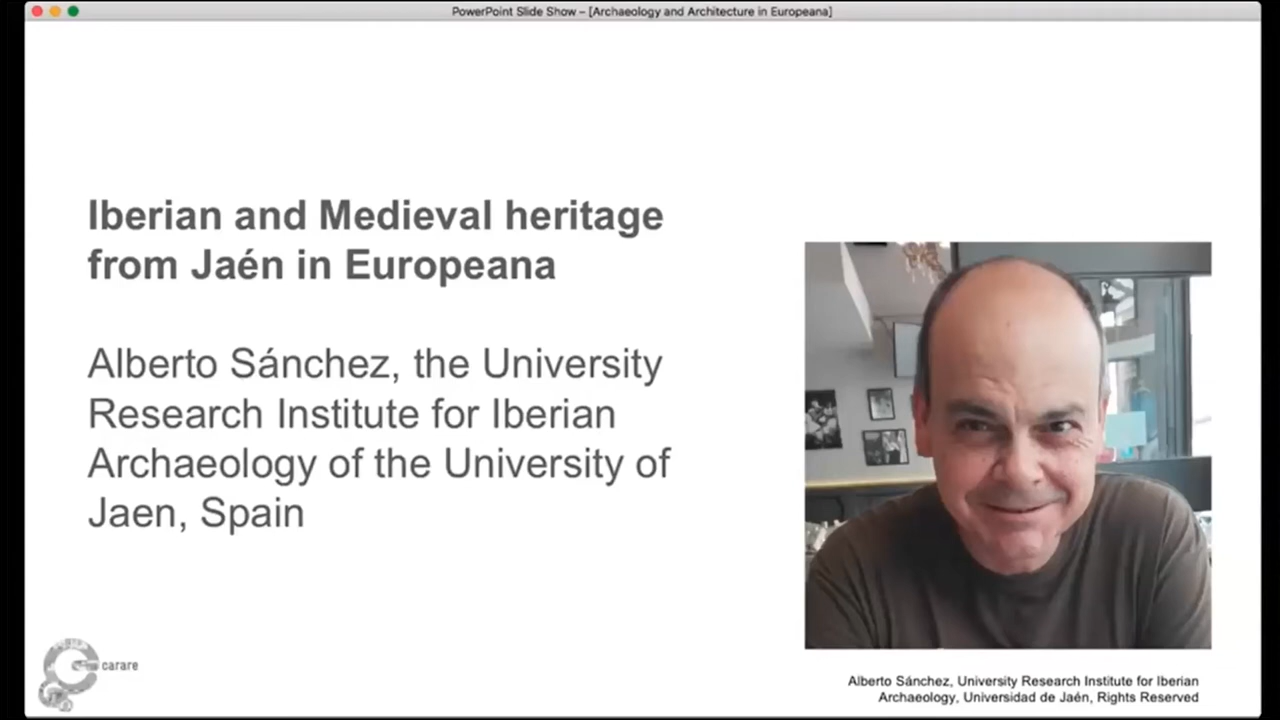 PowerPoint Slide Show – [Archaeology and Architecture in Europeana]
Iberian and Medieval heritage
from Jaén in Europeana
Alberto Sánchez, the University
Research Institute for Iberian
Archaeology of the University of
Jaen, Spain
carare
Alberto Sánchez, University Research Institute for Iberian
Archaeology, Universidad de Jaén, Rights Reserved